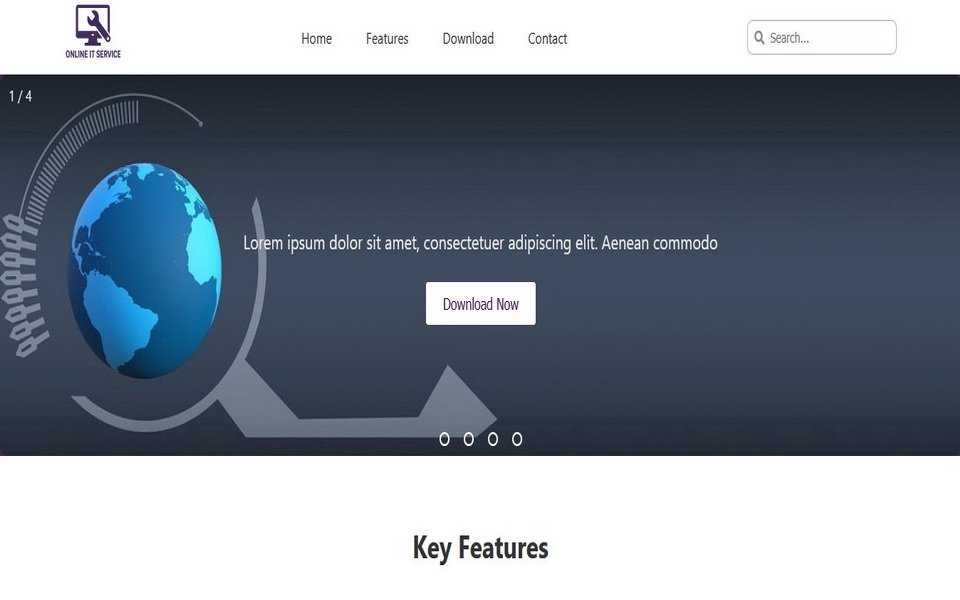 ONLINE IT SERVICE
Home
Features
Download
Contact
Search...
1 / 4
Lorem ipsum dolor sit amet, consectetuer adipiscing elit. Aenean commodo
Download Now
Key Features